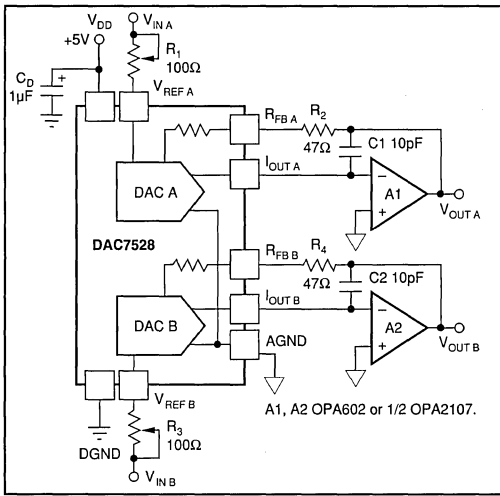 V_DD
+5V
V_IN A
R_1
100Ω
C_D
+
1µF
V_REF A
R_FB A
R_2
47Ω
C1 10pF
DAC A
I_OUT A
−
A1
+
V_OUT A
DAC7528
R_FB B
R_4
47Ω
C2 10pF
I_OUT B
DAC B
−
A2
+
V_OUT B
AGND
V_REF B
A1, A2 OPA602 or 1/2 OPA2107.
R_3
100Ω
DGND
V_IN B